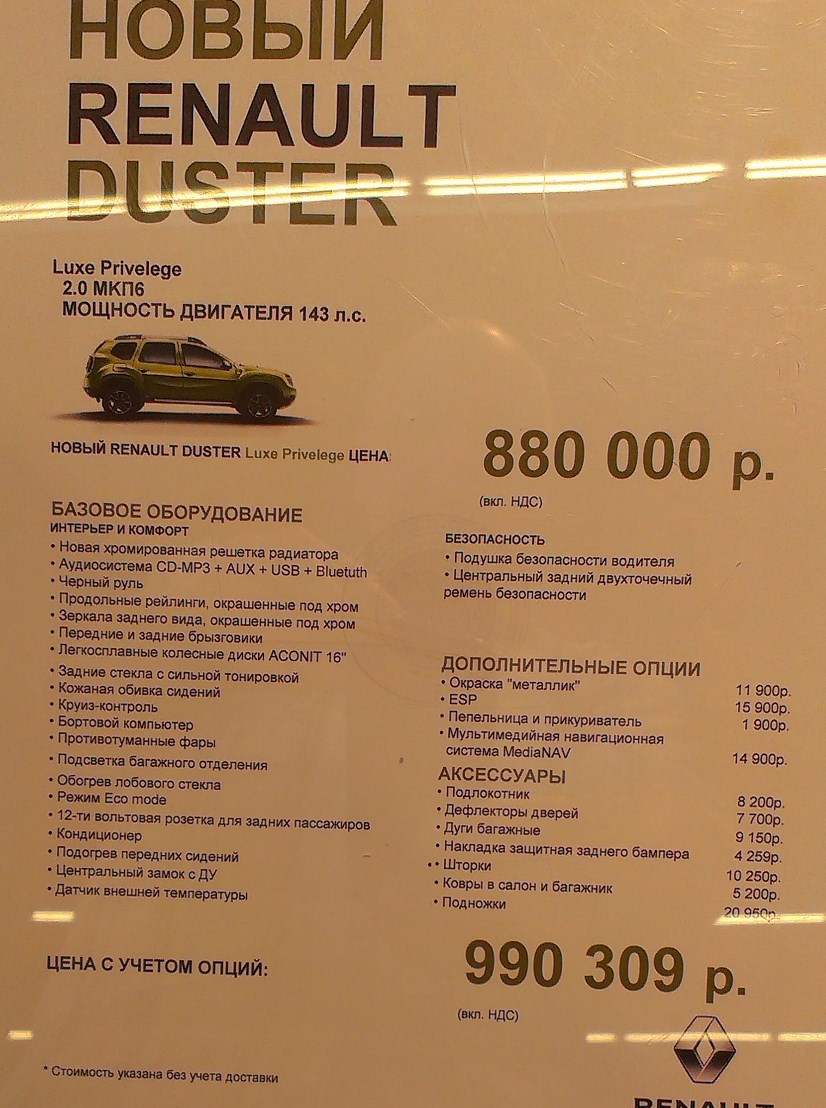 НОВЫЙ
RENAULT
DUSTER
Luxe Privelege
2.0 МКП6
МОЩНОСТЬ ДВИГАТЕЛЯ 143 л.с.
НОВЫЙ RENAULT DUSTER Luxe Privelege ЦЕНА:
880 000 р.
(вкл. НДС)
БАЗОВОЕ ОБОРУДОВАНИЕ
ИНТЕРЬЕР И КОМФОРТ
• Новая хромированная решетка радиатора
• Аудиосистема CD-MP3 + AUX + USB + Bluetuth
• Черный руль
• Продольные рейлинги, окрашенные под хром
• Зеркала заднего вида, окрашенные под хром
• Передние и задние брызговики
• Легкосплавные колесные диски ACONIT 16"
• Задние стекла с сильной тонировкой
• Кожаная обивка сидений
• Круиз-контроль
• Бортовой компьютер
• Противотуманные фары
• Подсветка багажного отделения
• Обогрев лобового стекла
• Режим Eco mode
• 12-ти вольтовая розетка для задних пассажиров
• Кондиционер
• Подогрев передних сидений
• Центральный замок с ДУ
• Датчик внешней температуры
БЕЗОПАСНОСТЬ
• Подушка безопасности водителя
• Центральный задний двухточечный
ремень безопасности
ДОПОЛНИТЕЛЬНЫЕ ОПЦИИ
• Окраска "металлик" 11 900р.
• ESP 15 900р.
• Пепельница и прикуриватель 1 900р.
• Мультимедийная навигационная
система MediaNAV 14 900р.
АКСЕССУАРЫ
• Подлокотник 8 200р.
• Дефлекторы дверей 7 700р.
• Дуги багажные 9 150р.
• Накладка защитная заднего бампера 4 259р.
• • Шторки 10 250р.
• Ковры в салон и багажник 5 200р.
• Подножки 20 950р.
ЦЕНА С УЧЕТОМ ОПЦИЙ:
990 309 р.
(вкл. НДС)
* Стоимость указана без учета доставки
RENAULT